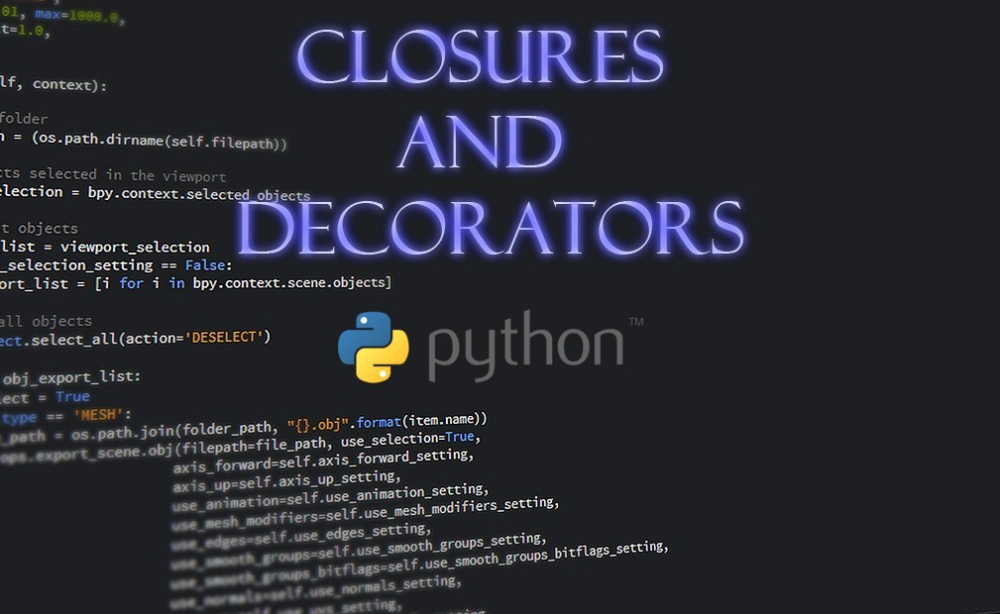 01, max=1000.0,
t=1.0,
lf, context):
folder
h = (os.path.dirname(self.filepath))
cts selected in the viewport
election = bpy.context.selected_objects
t objects
list = viewport_selection
_selection_setting == False:
ort_list = [i for i in bpy.context.scene.objects]
all objects
ect.select_all(action='DESELECT')
obj_export_list:
lect = True
type == 'MESH':
_path = os.path.join(folder_path, "{}.obj".format(item.name))
ops.export_scene.obj(filepath=file_path, use_selection=True,
axis_forward=self.axis_forward_setting,
axis_up=self.axis_up_setting,
use_animation=self.use_animation_setting,
use_mesh_modifiers=self.use_mesh_modifiers_setting,
use_edges=self.use_edges_setting,
use_smooth_groups=self.use_smooth_groups_setting,
use_smooth_groups_bitflags=self.use_smooth_groups_bitflags_setting,
use_normals=self.use_normals_setting,
CLOSURES
AND
DECORATORS
python™